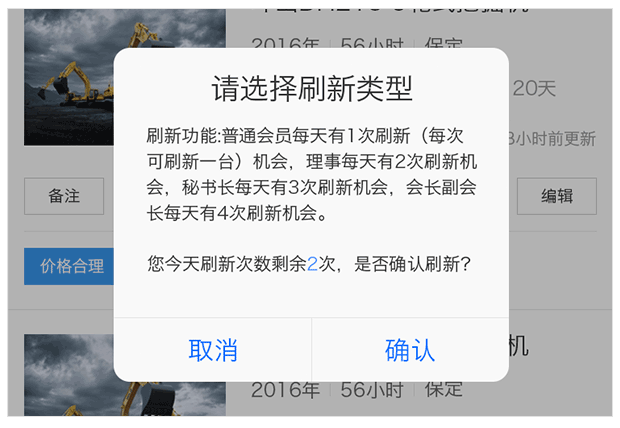 2016年 56小时 保定
请选择刷新类型
20天
刷新功能:普通会员每天有1次刷新（每次
可刷新一台）机会，理事每天有2次刷新机
会，秘书长每天有3次刷新机会，会长副会
长每天有4次刷新机会。
小时前更新
备注
编辑
您今天刷新次数剩余2次，是否确认刷新？
价格合理
取消
确认
机
2016年 56小时 保定